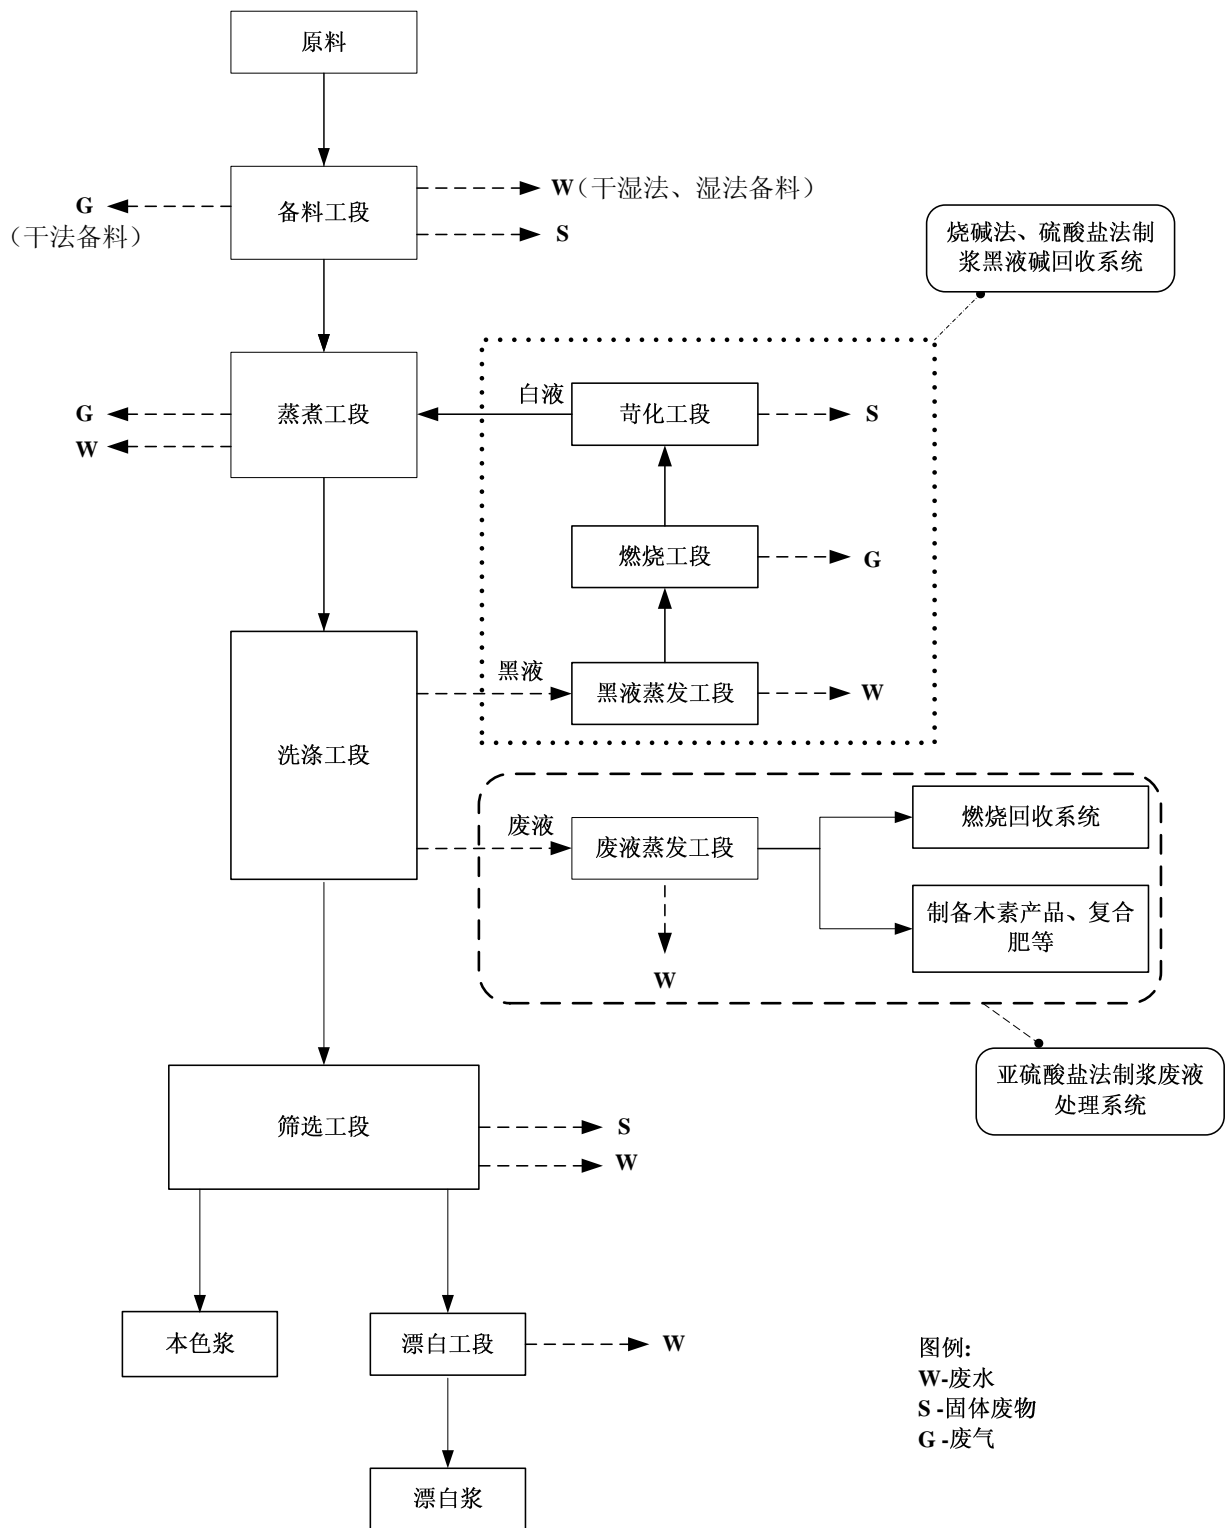 原料
W（干湿法、湿法备料）
G
（干法备料）
备料工段
S
烧碱法、硫酸盐法制
浆黑液碱回收系统
白液
G
W
蒸煮工段
苛化工段
S
燃烧工段
G
黑液
黑液蒸发工段
W
洗涤工段
废液
废液蒸发工段
W
燃烧回收系统
制备木素产品、复合
肥等
亚硫酸盐法制浆废液
处理系统
筛选工段
S
W
本色浆
漂白工段
W
漂白浆
图例:
W-废水
S -固体废物
G -废气